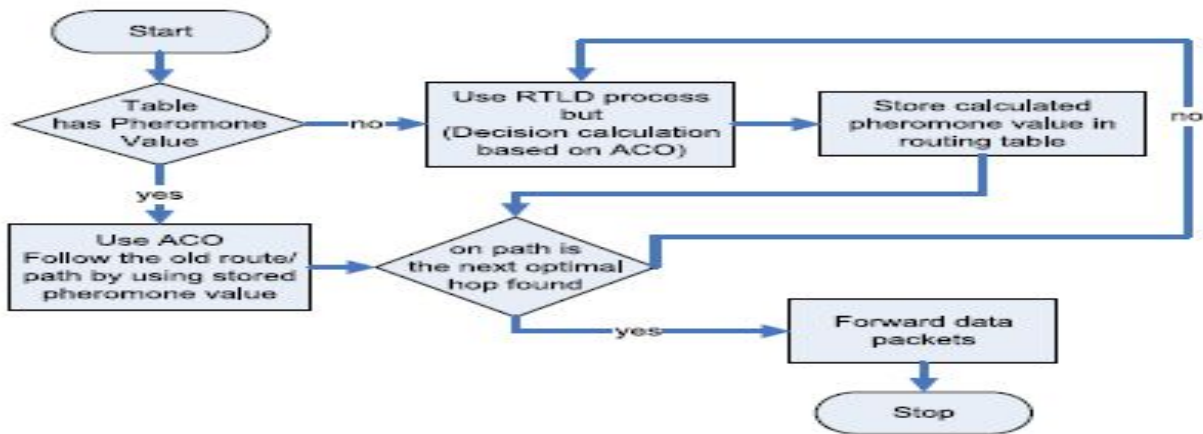 Start
Table
has Pheromone
Value
no
Use RTLD process
but
(Decision calculation
based on ACO)
Store calculated
pheromone value in
routing table
no
yes
Use ACO
Follow the old route/
path by using stored
pheromone value
on path is
the next optimal
hop found
yes
Forward data
packets
Stop